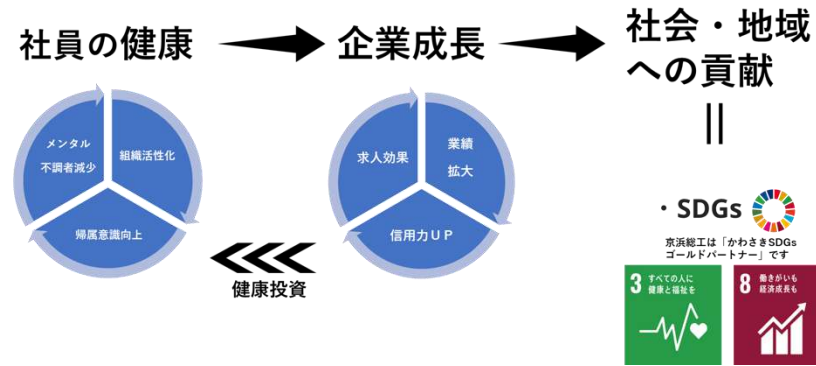 社員の健康
企業成長
社会・地域
への貢献
メンタル
不調者減少
組織活性化
帰属意識向上
求人効果
業績
拡大
信用力UP
健康投資
・SDGs
京浜総工は「かわさきSDGs
ゴールドパートナー」です
3 すべての人に
健康と福祉を
8 働きがいも
経済成長も